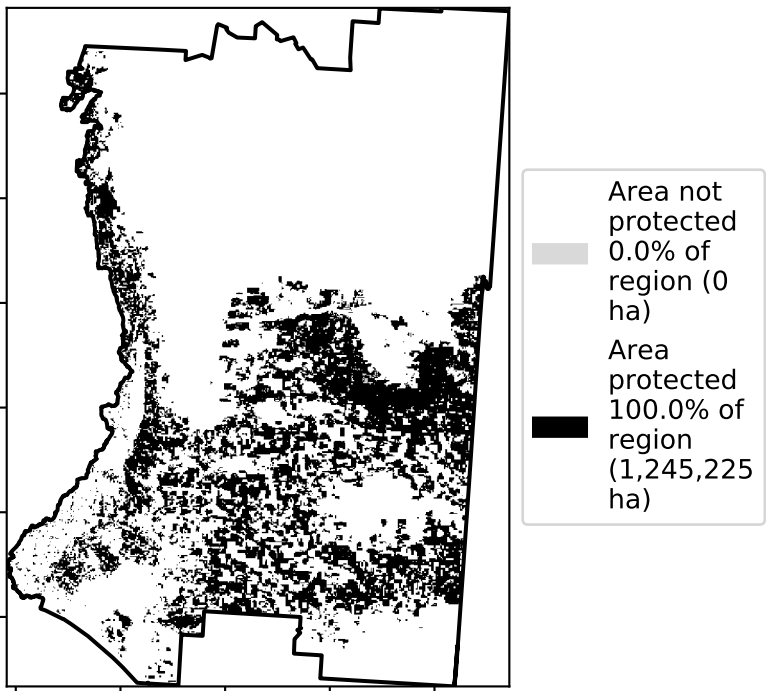 Area not
protected
0.0% of
region (0
ha)
Area
protected
100.0% of
region
(1,245,225
ha)